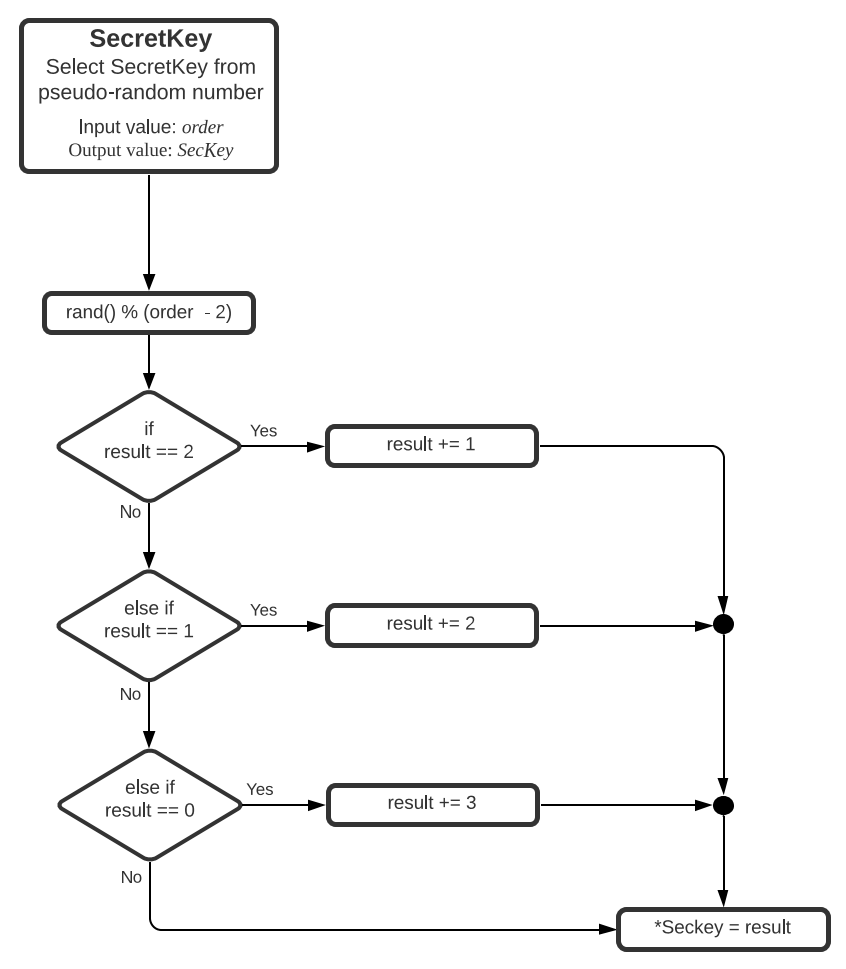 SecretKey
Select SecretKey from
pseudo-random number
Input value: order
Output value: SecKey
rand() % (order - 2)
if
result == 2
Yes
result += 1
No
else if
result == 1
Yes
result += 2
No
else if
result == 0
Yes
result += 3
No
*Seckey = result